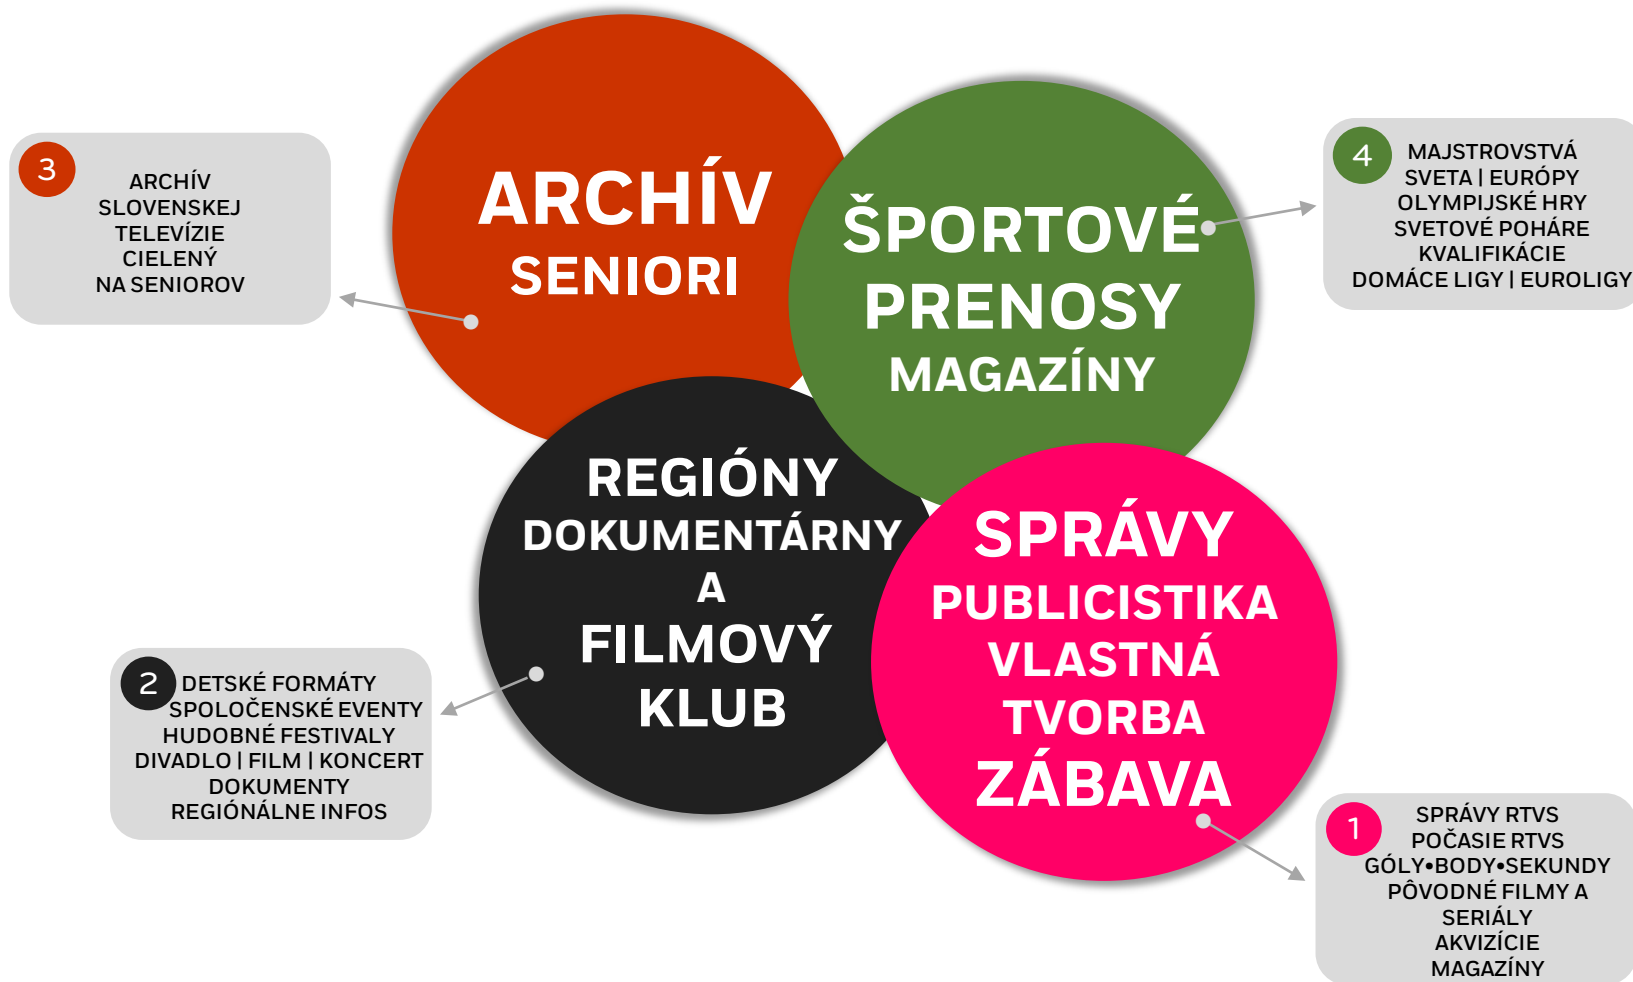 3
ARCHÍV
SLOVENSKEJ
TELEVÍZIE
CIELENÝ
NA SENIOROV
ARCHÍV
SENIORI
ŠPORTOVÉ
PRENOSY
MAGAZÍNY
4
MAJSTROVSTVÁ
SVETA | EURÓPY
OLYMPIJSKÉ HRY
SVETOVÉ POHÁRE
KVALIFIKÁCIE
DOMÁCE LIGY | EUROLIGY
REGIÓNY
DOKUMENTÁRNY
A
FILMOVÝ
KLUB
SPRÁVY
PUBLICISTIKA
VLASTNÁ
TVORBA
ZÁBAVA
2
DETSKÉ FORMÁTY
SPOLOČENSKÉ EVENTY
HUDOBNÉ FESTIVALY
DIVADLO | FILM | KONCERT
DOKUMENTY
REGIÓNÁLNE INFOS
1
SPRÁVY RTVS
POČASIE RTVS
GÓLY•BODY•SEKUNDY
PÔVODNÉ FILMY A
SERIÁLY
AKVIZÍCIE
MAGAZÍNY